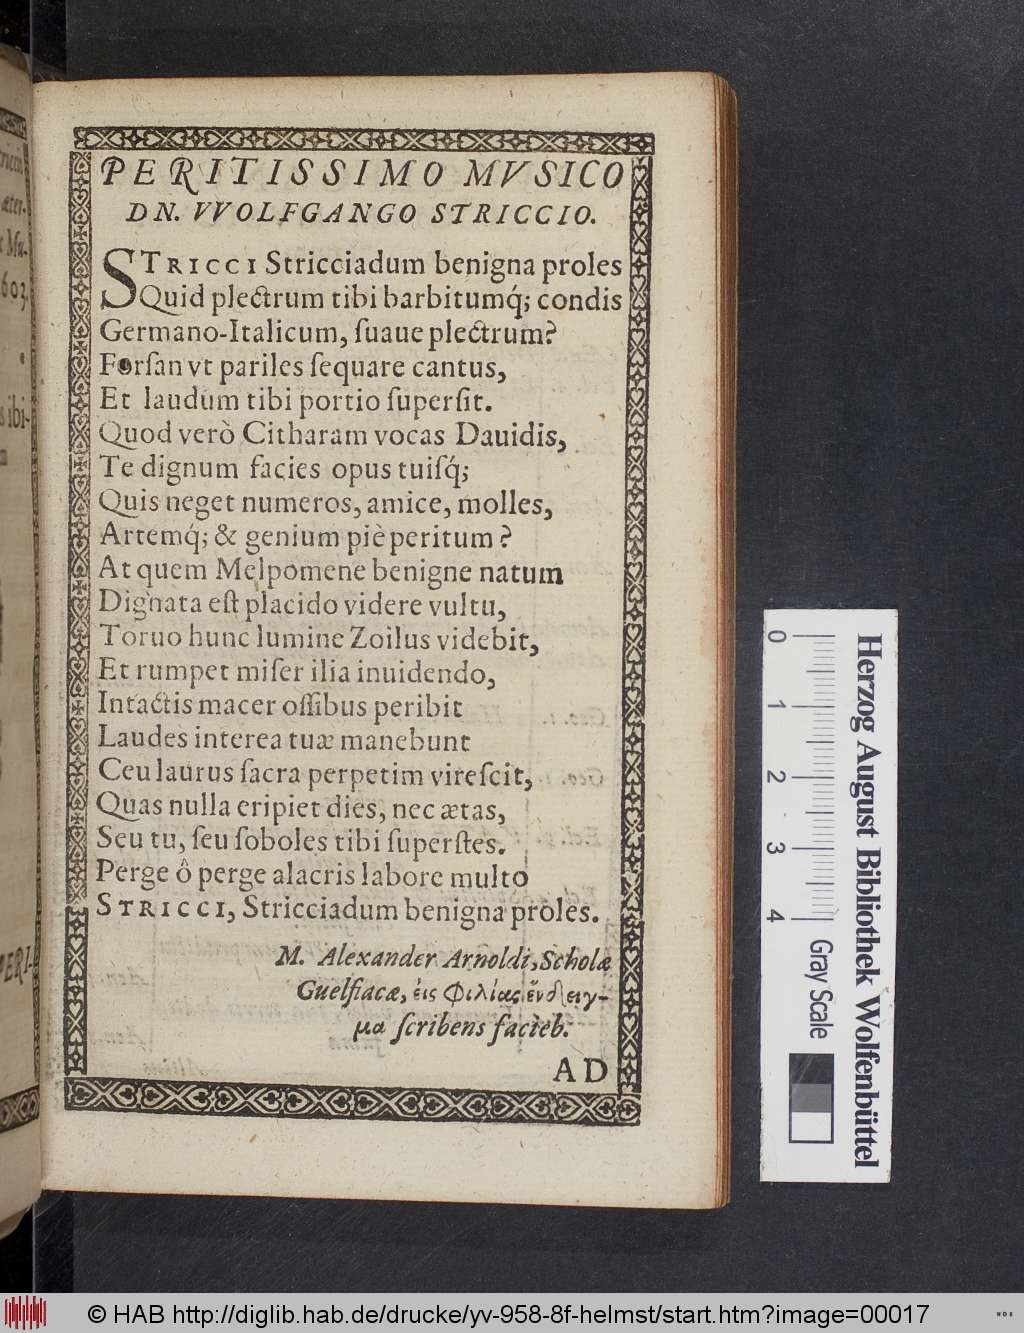 PERITISSIMO MVSICO
DN. VVOLFGANGO STRICCIO.
STRICCI Stricciadum benigna proles
Quid plectrum tibi barbitumq́; condis
Germano-Italicum, ſuaue plectrum?
Forſan vt pariles ſequare cantus,
Et laudum tibi portio ſuperſit.
Quod verò Citharam vocas Dauidis,
Te dignum facies opus tuiſq́;
Quis neget numeros, amice, molles,
Artemq́; & genium piè peritum?
At quem Melpomene benigne natum
Dignata eſt placido videre vultu,
Toruo hunc lumine Zoilus videbit,
Et rumpet miſer ilia inuidendo,
Intactis macer oſſibus peribit
Laudes interea tuæ manebunt
Ceu laurus ſacra perpetim vireſcit,
Quas nulla eripiet dies, nec ætas,
Seu tu, ſeu ſoboles tibi ſuperſtes.
Perge ô perge alacris labore multo
STRICCI, Stricciadum benigna proles.
M. Alexander Arnoldi, Scholæ
Guelfiacæ, ἐις Φιλίας ἔνδειγ-
μα ſcribens facieb.
AD
æter-
Mu-
603.
ibi-
PERI-
Herzog August Bibliothek Wolfenbüttel
0 1 2 3 4
Gray Scale
© HAB http://diglib.hab.de/drucke/yv-958-8f-helmst/start.htm?image=00017